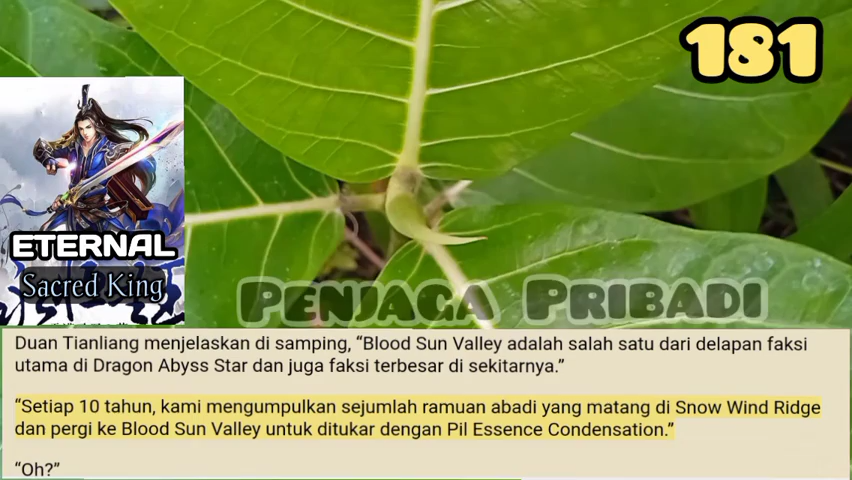 181
ETERNAL
Sacred King
PENJAGA PRIBADI
Duan Tianliang menjelaskan di samping, “Blood Sun Valley adalah salah satu dari delapan faksi
utama di Dragon Abyss Star dan juga faksi terbesar di sekitarnya.”
“Setiap 10 tahun, kami mengumpulkan sejumlah ramuan abadi yang matang di Snow Wind Ridge
dan pergi ke Blood Sun Valley untuk ditukar dengan Pil Essence Condensation.”
“Oh?”